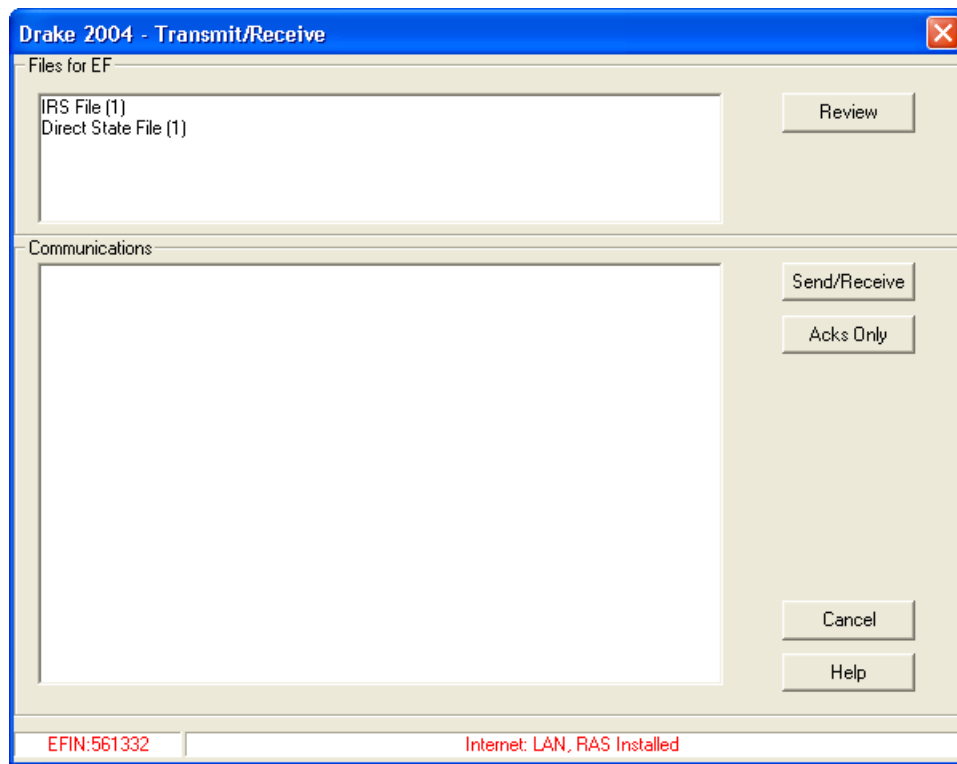 Drake 2004 - Transmit/Receive
Files for EF
IRS File (1)
Direct State File (1)
Review
Communications
Send/Receive
Acks Only
Cancel
Help
EFIN:561332
Internet: LAN, RAS Installed